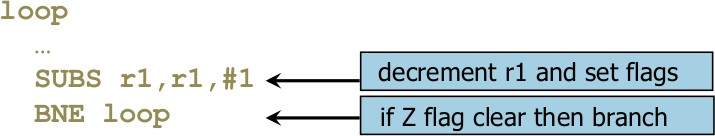 loop
…
SUBS r1,r1,#1
decrement r1 and set flags
BNE loop
if Z flag clear then branch